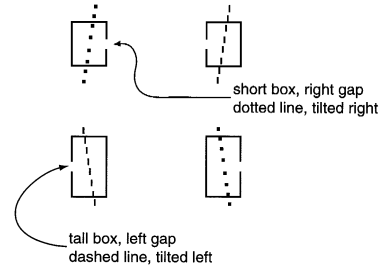 short box, right gap
dotted line, tilted right
tall box, left gap
dashed line, tilted left